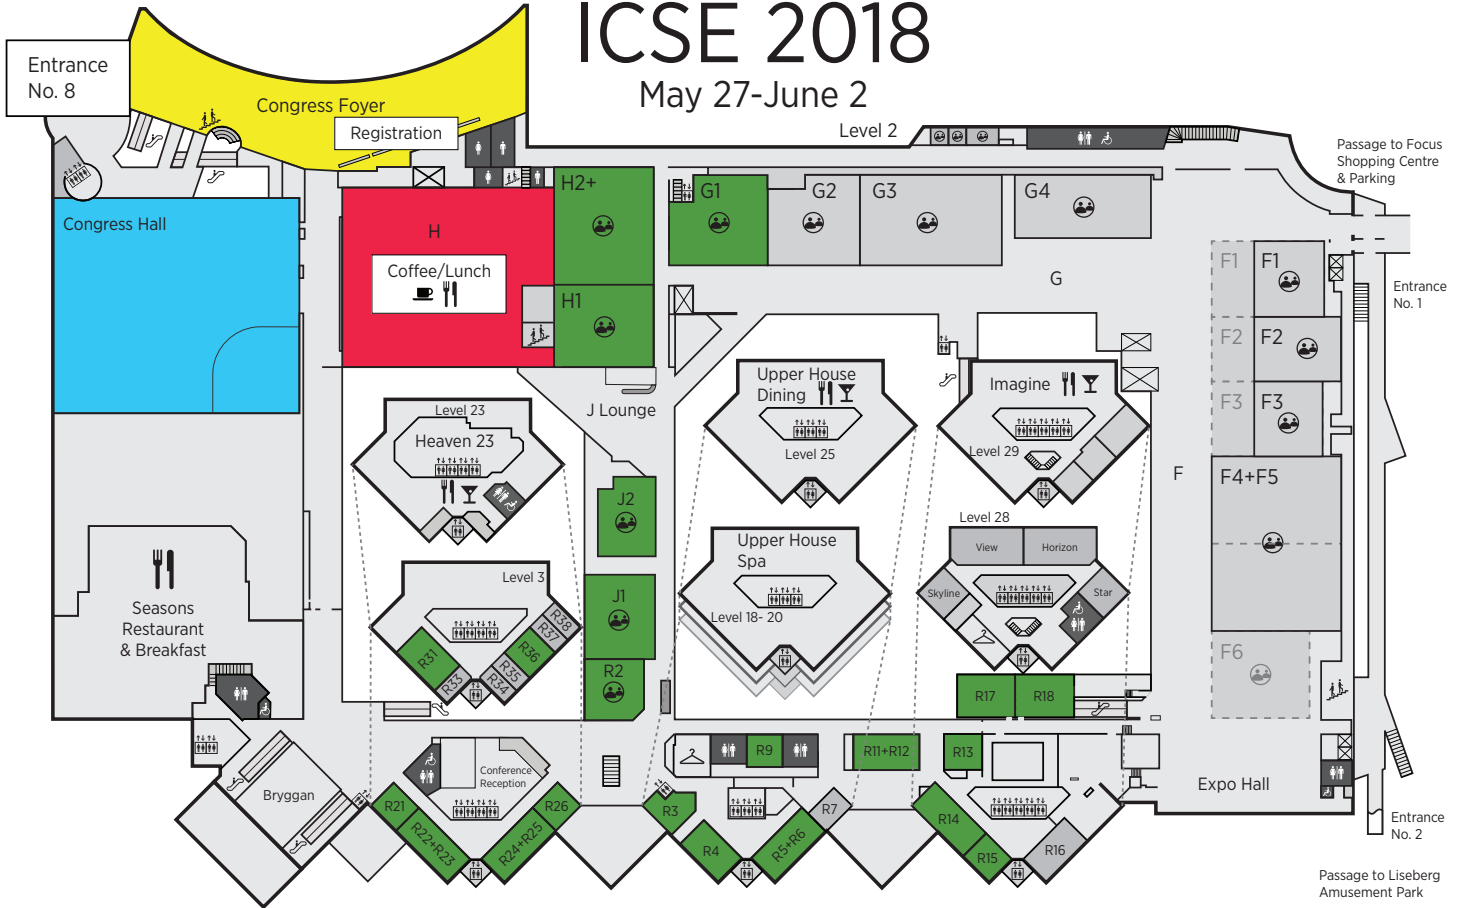 ICSE 2018
May 27-June 2
Entrance
No. 8
Congress Foyer
Registration
Level 2
Passage to Focus
Shopping Centre
& Parking
Congress Hall
H
Coffee/Lunch
H2+
H1
G1
G2
G3
G4
G
F1
F1
F2
F2
F3
F3
Entrance
No. 1
J Lounge
Level 23
Heaven 23
Upper House
Dining
Level 25
Imagine
Level 29
F
F4+F5
J2
Upper House
Spa
Level 18- 20
Level 28
View
Horizon
Skyline
Star
Seasons
Restaurant
& Breakfast
Level 3
R31
R33
R34
R35
R36
R37
R38
J1
R2
F6
R17
R18
R9
R11+R12
R13
Conference
Reception
Bryggan
R21
R22+R23
R24+R25
R26
R3
R4
R5+R6
R7
R14
R15
R16
Expo Hall
Entrance
No. 2
Passage to Liseberg
Amusement Park